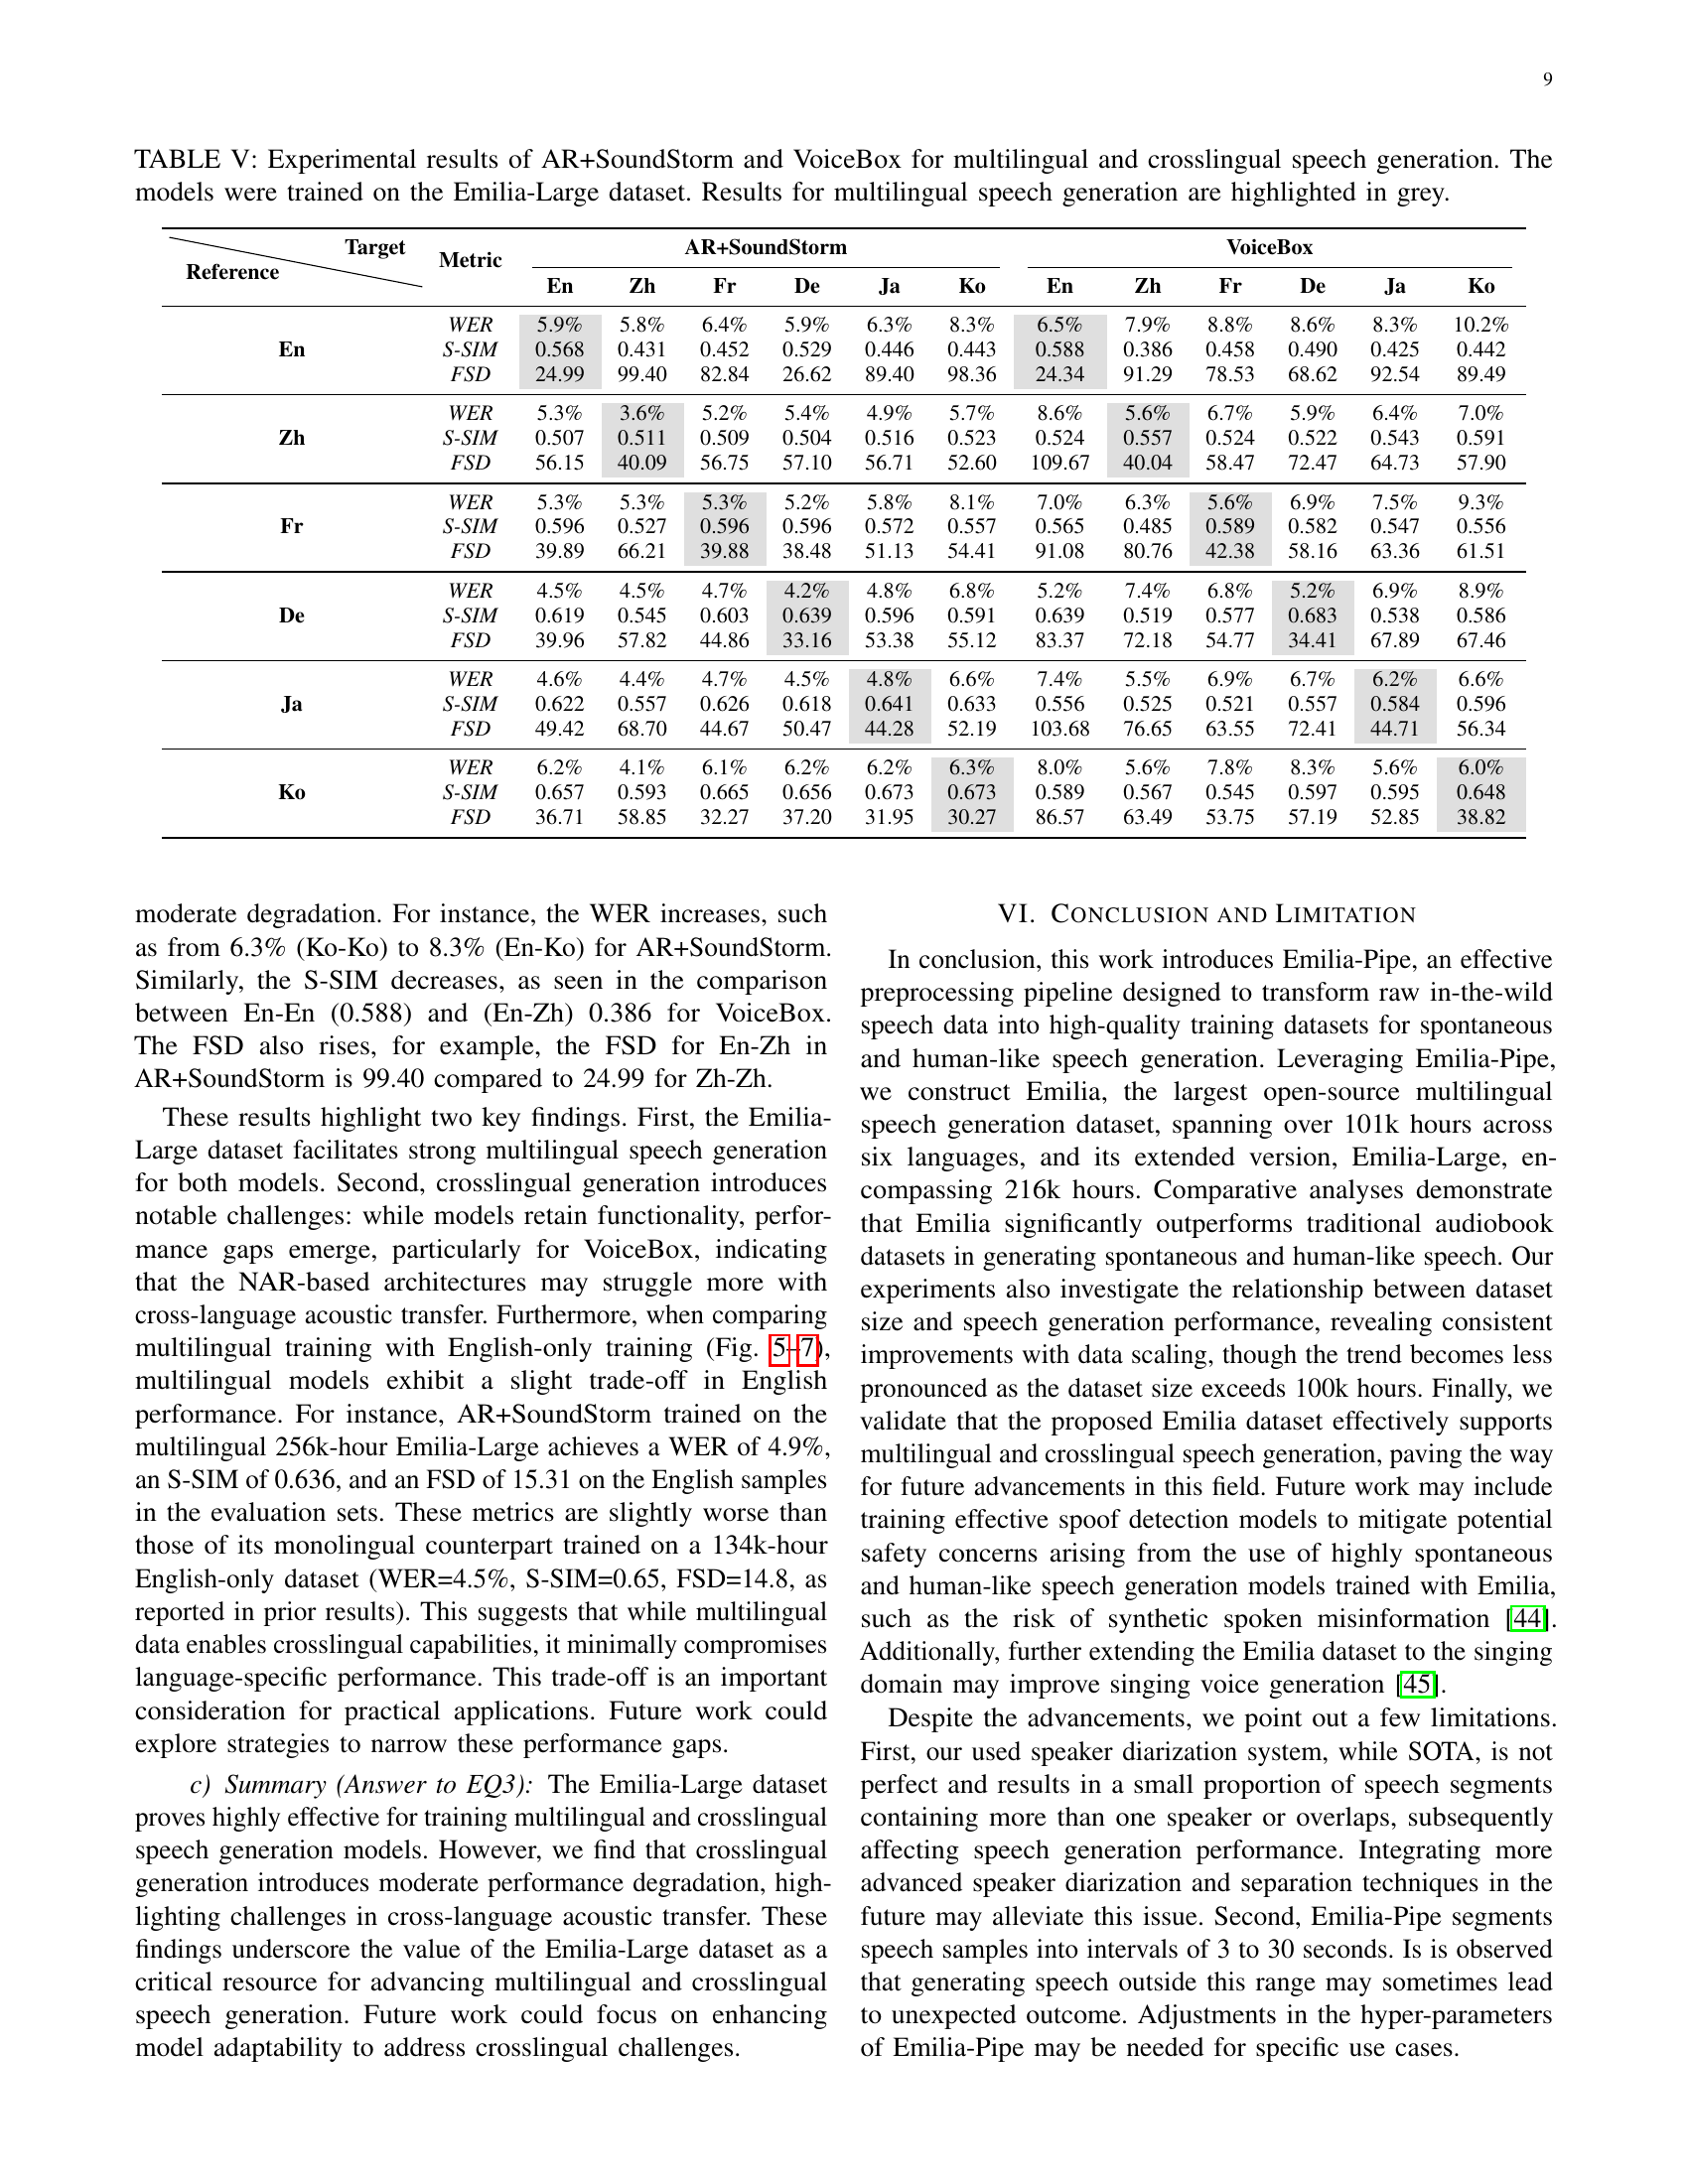 9
TABLE V: Experimental results of AR+SoundStorm and VoiceBox for multilingual and crosslingual speech generation. The
models were trained on the Emilia-Large dataset. Results for multilingual speech generation are highlighted in grey.
Target Reference Metric AR+SoundStorm VoiceBox
En Zh Fr De Ja Ko En Zh Fr De Ja Ko
WER 5.9% 5.8% 6.4% 5.9% 6.3% 8.3% 6.5% 7.9% 8.8% 8.6% 8.3% 10.2%
En S-SIM 0.568 0.431 0.452 0.529 0.446 0.443 0.588 0.386 0.458 0.490 0.425 0.442
FSD 24.99 99.40 82.84 26.62 89.40 98.36 24.34 91.29 78.53 68.62 92.54 89.49
WER 5.3% 3.6% 5.2% 5.4% 4.9% 5.7% 8.6% 5.6% 6.7% 5.9% 6.4% 7.0%
Zh S-SIM 0.507 0.511 0.509 0.504 0.516 0.523 0.524 0.557 0.524 0.522 0.543 0.591
FSD 56.15 40.09 56.75 57.10 56.71 52.60 109.67 40.04 58.47 72.47 64.73 57.90
WER 5.3% 5.3% 5.3% 5.2% 5.8% 8.1% 7.0% 6.3% 5.6% 6.9% 7.5% 9.3%
Fr S-SIM 0.596 0.527 0.596 0.596 0.572 0.557 0.565 0.485 0.589 0.582 0.547 0.556
FSD 39.89 66.21 39.88 38.48 51.13 54.41 91.08 80.76 42.38 58.16 63.36 61.51
WER 4.5% 4.5% 4.7% 4.2% 4.8% 6.8% 5.2% 7.4% 6.8% 5.2% 6.9% 8.9%
De S-SIM 0.619 0.545 0.603 0.639 0.596 0.591 0.639 0.519 0.577 0.683 0.538 0.586
FSD 39.96 57.82 44.86 33.16 53.38 55.12 83.37 72.18 54.77 34.41 67.89 67.46
WER 4.6% 4.4% 4.7% 4.5% 4.8% 6.6% 7.4% 5.5% 6.9% 6.7% 6.2% 6.6%
Ja S-SIM 0.622 0.557 0.626 0.618 0.641 0.633 0.556 0.525 0.521 0.557 0.584 0.596
FSD 49.42 68.70 44.67 50.47 44.28 52.19 103.68 76.65 63.55 72.41 44.71 56.34
WER 6.2% 4.1% 6.1% 6.2% 6.2% 6.3% 8.0% 5.6% 7.8% 8.3% 5.6% 6.0%
Ko S-SIM 0.657 0.593 0.665 0.656 0.673 0.673 0.589 0.567 0.545 0.597 0.595 0.648
FSD 36.71 58.85 32.27 37.20 31.95 30.27 86.57 63.49 53.75 57.19 52.85 38.82
moderate degradation. For instance, the WER increases, such
as from 6.3% (Ko-Ko) to 8.3% (En-Ko) for AR+SoundStorm.
Similarly, the S-SIM decreases, as seen in the comparison
between En-En (0.588) and (En-Zh) 0.386 for VoiceBox.
The FSD also rises, for example, the FSD for En-Zh in
AR+SoundStorm is 99.40 compared to 24.99 for Zh-Zh.
These results highlight two key findings. First, the Emilia-
Large dataset facilitates strong multilingual speech generation
for both models. Second, crosslingual generation introduces
notable challenges: while models retain functionality, perfor-
mance gaps emerge, particularly for VoiceBox, indicating
that the NAR-based architectures may struggle more with
cross-language acoustic transfer. Furthermore, when comparing
multilingual training with English-only training (Fig. 5–7),
multilingual models exhibit a slight trade-off in English
performance. For instance, AR+SoundStorm trained on the
multilingual 256k-hour Emilia-Large achieves a WER of 4.9%,
an S-SIM of 0.636, and an FSD of 15.31 on the English samples
in the evaluation sets. These metrics are slightly worse than
those of its monolingual counterpart trained on a 134k-hour
English-only dataset (WER=4.5%, S-SIM=0.65, FSD=14.8, as
reported in prior results). This suggests that while multilingual
data enables crosslingual capabilities, it minimally compromises
language-specific performance. This trade-off is an important
consideration for practical applications. Future work could
explore strategies to narrow these performance gaps.
c) Summary (Answer to EQ3): The Emilia-Large dataset
proves highly effective for training multilingual and crosslingual
speech generation models. However, we find that crosslingual
generation introduces moderate performance degradation, high-
lighting challenges in cross-language acoustic transfer. These
findings underscore the value of the Emilia-Large dataset as a
critical resource for advancing multilingual and crosslingual
speech generation. Future work could focus on enhancing
model adaptability to address crosslingual challenges.
VI. CONCLUSION AND LIMITATION
In conclusion, this work introduces Emilia-Pipe, an effective
preprocessing pipeline designed to transform raw in-the-wild
speech data into high-quality training datasets for spontaneous
and human-like speech generation. Leveraging Emilia-Pipe,
we construct Emilia, the largest open-source multilingual
speech generation dataset, spanning over 101k hours across
six languages, and its extended version, Emilia-Large, en-
compassing 216k hours. Comparative analyses demonstrate
that Emilia significantly outperforms traditional audiobook
datasets in generating spontaneous and human-like speech. Our
experiments also investigate the relationship between dataset
size and speech generation performance, revealing consistent
improvements with data scaling, though the trend becomes less
pronounced as the dataset size exceeds 100k hours. Finally, we
validate that the proposed Emilia dataset effectively supports
multilingual and crosslingual speech generation, paving the way
for future advancements in this field. Future work may include
training effective spoof detection models to mitigate potential
safety concerns arising from the use of highly spontaneous
and human-like speech generation models trained with Emilia,
such as the risk of synthetic spoken misinformation [44].
Additionally, further extending the Emilia dataset to the singing
domain may improve singing voice generation [45].
Despite the advancements, we point out a few limitations.
First, our used speaker diarization system, while SOTA, is not
perfect and results in a small proportion of speech segments
containing more than one speaker or overlaps, subsequently
affecting speech generation performance. Integrating more
advanced speaker diarization and separation techniques in the
future may alleviate this issue. Second, Emilia-Pipe segments
speech samples into intervals of 3 to 30 seconds. Is is observed
that generating speech outside this range may sometimes lead
to unexpected outcome. Adjustments in the hyper-parameters
of Emilia-Pipe may be needed for specific use cases.